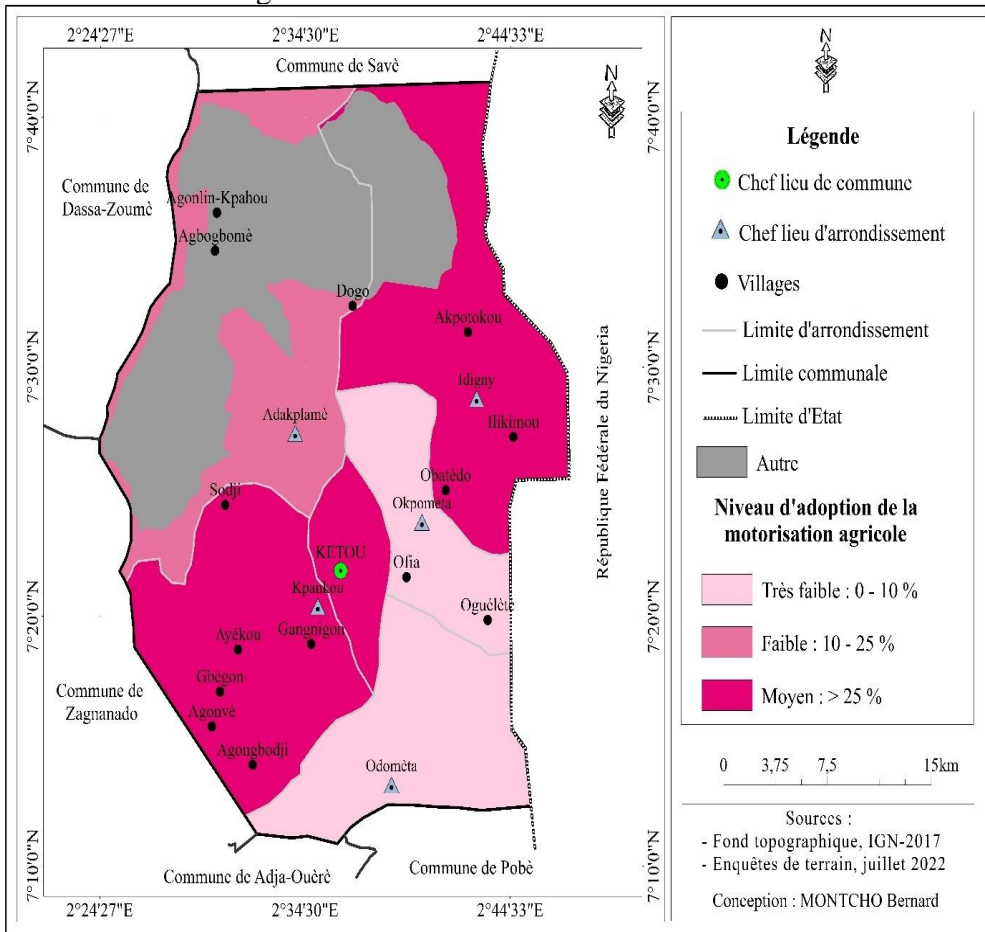 2°24'27"E
2°34'30"E
2°44'33"E
Commune de Savè
N
7°40'0"N
7°40'0"N
Commune de
Dassa-Zoumè
Agonlin-Kpahou
Agbogbomè
Dogo
Akpotokou
7°30'0"N
7°30'0"N
Idigny
Adakplamè
Ilikimou
République Fédérale du Nigeria
Obatèdo
Sodji
Okpometa
KETOU
Ofia
Kpankou
7°20'0"N
7°20'0"N
Oguélètè
Gangnigon
Ayékou
Gbégon
Commune de
Zagnanado
Agonvè
Agongbodji
Odomèta
7°10'0"N
7°10'0"N
Commune de Adja-Ouèrè
Commune de Pobè
2°24'27"E
2°34'30"E
2°44'33"E
N
Légende
Chef lieu de commune
Chef lieu d'arrondissement
Villages
Limite d'arrondissement
Limite communale
Limite d'Etat
Autre
Niveau d'adoption de la
motorisation agricole
Très faible : 0 - 10 %
Faible : 10 - 25 %
Moyen : > 25 %
0 3,75 7,5 15km
Sources :
- Fond topographique, IGN-2017
- Enquêtes de terrain, juillet 2022
Conception : MONTCHO Bernard